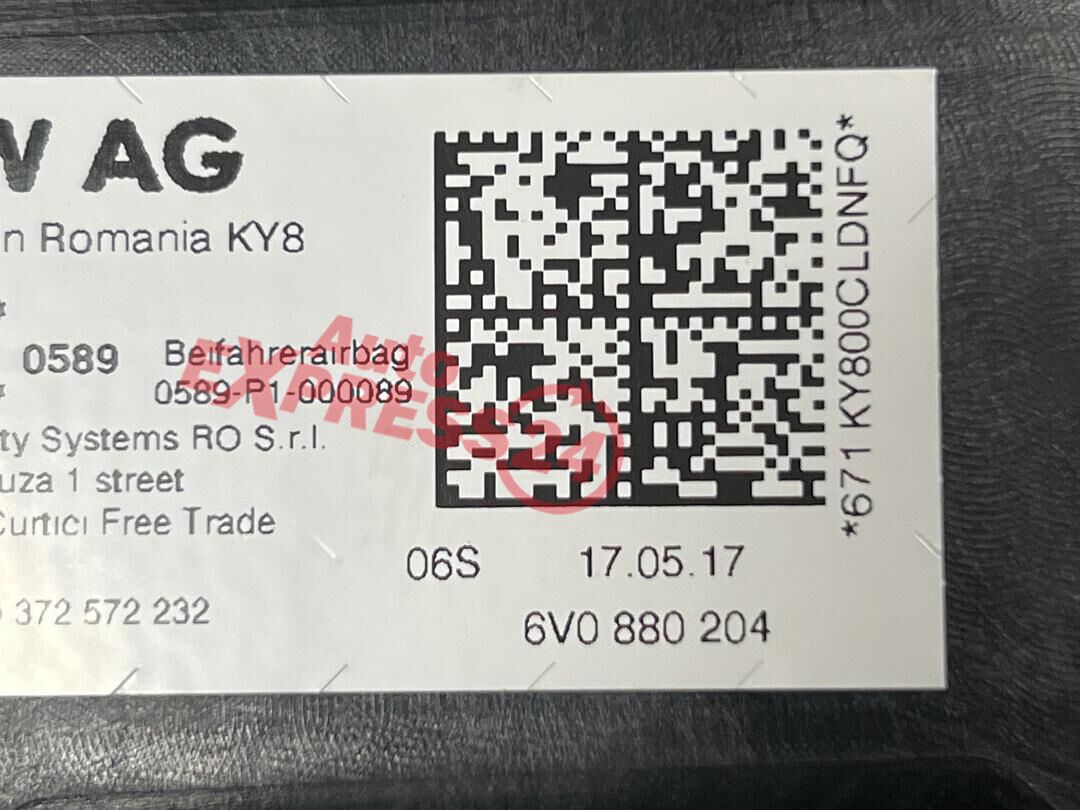 W AG
n Romania KY8
0589 Beifahrerairbag
0589-P1-000089
ty Systems RO S.r.l.
uza 1 street
Curtici Free Trade
372 572 232
06S 17.05.17
6V0 880 204
*671 KY800CLDNFQ*
Auto
EXPRESS24